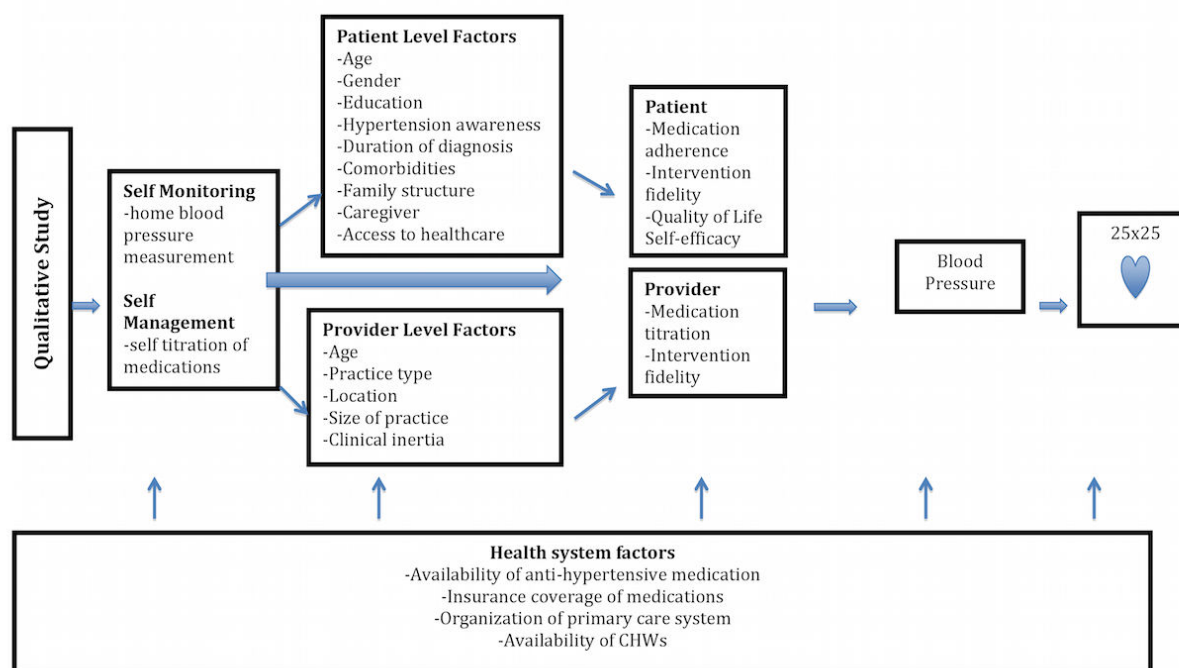 Qualitative Study
Self Monitoring
-home blood
pressure
measurement
Self
Management
-self titration of
medications
Patient Level Factors
-Age
-Gender
-Education
-Hypertension awareness
-Duration of diagnosis
-Comorbidities
-Family structure
-Caregiver
-Access to healthcare
Provider Level Factors
-Age
-Practice type
-Location
-Size of practice
-Clinical inertia
Patient
-Medication
adherence
-Intervention
fidelity
-Quality of Life
Self-efficacy
Provider
-Medication
titration
-Intervention
fidelity
Blood
Pressure
25x25
Health system factors
-Availability of anti-hypertensive medication
-Insurance coverage of medications
-Organization of primary care system
-Availability of CHWs